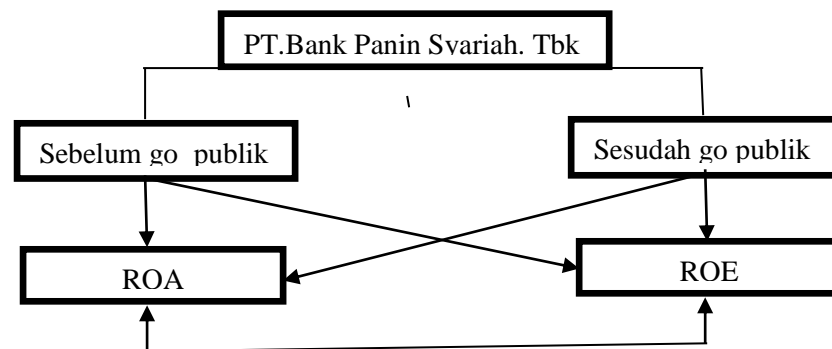 PT.Bank Panin Syariah. Tbk
Sebelum go  publik
Sesudah go publik
ROA
ROE